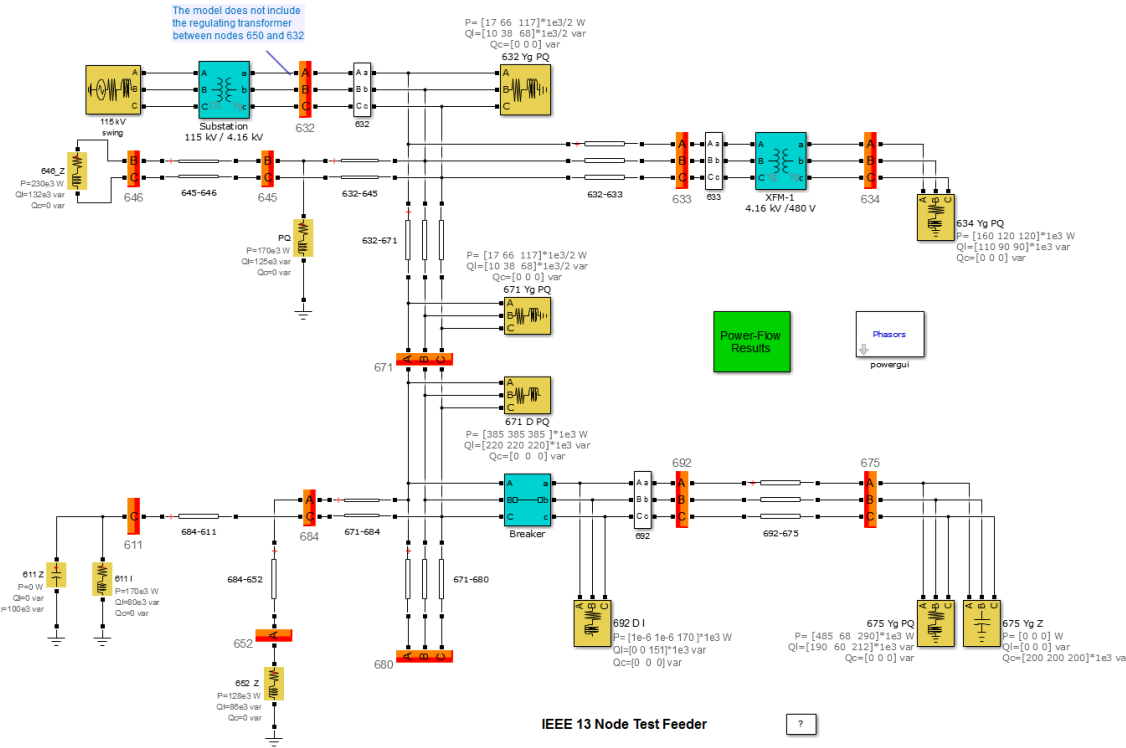 The model does not include
the regulating transformer
between nodes 650 and 632
P= [17 66  117]*1e3/2 W
Ql=[10 38  68]*1e3/2 var
Qc=[0 0 0] var
632 Yg PQ
A
B
C
A
B
C
a
b
c
A
B
C
A a
B b
C c
A
B
C
115 kV
swing
Substation
115 kV / 4.16 kV
632
632
646_Z
P=230e3 W
Ql=132e3 var
Qc=0 var
B
C
646
645-646
B
C
645
632-645
632-633
A
B
C
633
A a
B b
C c
633
A
B
C
a
b
c
XFM-1
4.16 kV /480 V
A
B
C
634
A B C
634 Yg PQ
P= [160 120 120]*1e3 W
Ql=[110 90 90]*1e3 var
Qc=[0 0 0] var
PQ
P=170e3 W
Ql=125e3 var
Qc=0 var
632-671
P= [17 66  117]*1e3/2 W
Ql=[10 38  68]*1e3/2 var
Qc=[0 0 0] var
671 Yg PQ
A
B
C
Power-Flow
Results
Phasors
powergui
671
A B C
A
B
C
671 D PQ
P= [385 385 385 ]*1e3 W
Ql=[220 220 220]*1e3 var
Qc=[0  0  0] var
611 Z
P=0 W
Ql=0 var
=100e3 var
611 I
P=170e3 W
Ql=80e3 var
Qc=0 var
C
611
684-611
A
C
684
671-684
A
B
C
a
b
c
Breaker
A a
B b
C c
692
692
A
B
C
692-675
675
A
B
C
684-652
671-680
652
A
652 Z
P=128e3 W
Ql=86e3 var
Qc=0 var
680
A B C
A B C
692 D I
P= [1e-6 1e-6 170 ]*1e3 W
Ql=[0 0 151]*1e3 var
Qc=[0  0  0] var
A B C
675 Yg PQ
P= [485 68 290]*1e3 W
Ql=[190  60  212]*1e3 var
Qc=[0 0 0] var
A B C
675 Yg Z
P= [0 0 0] W
Ql=[0 0 0] var
Qc=[200 200 200]*1e3 va
IEEE 13 Node Test Feeder
?